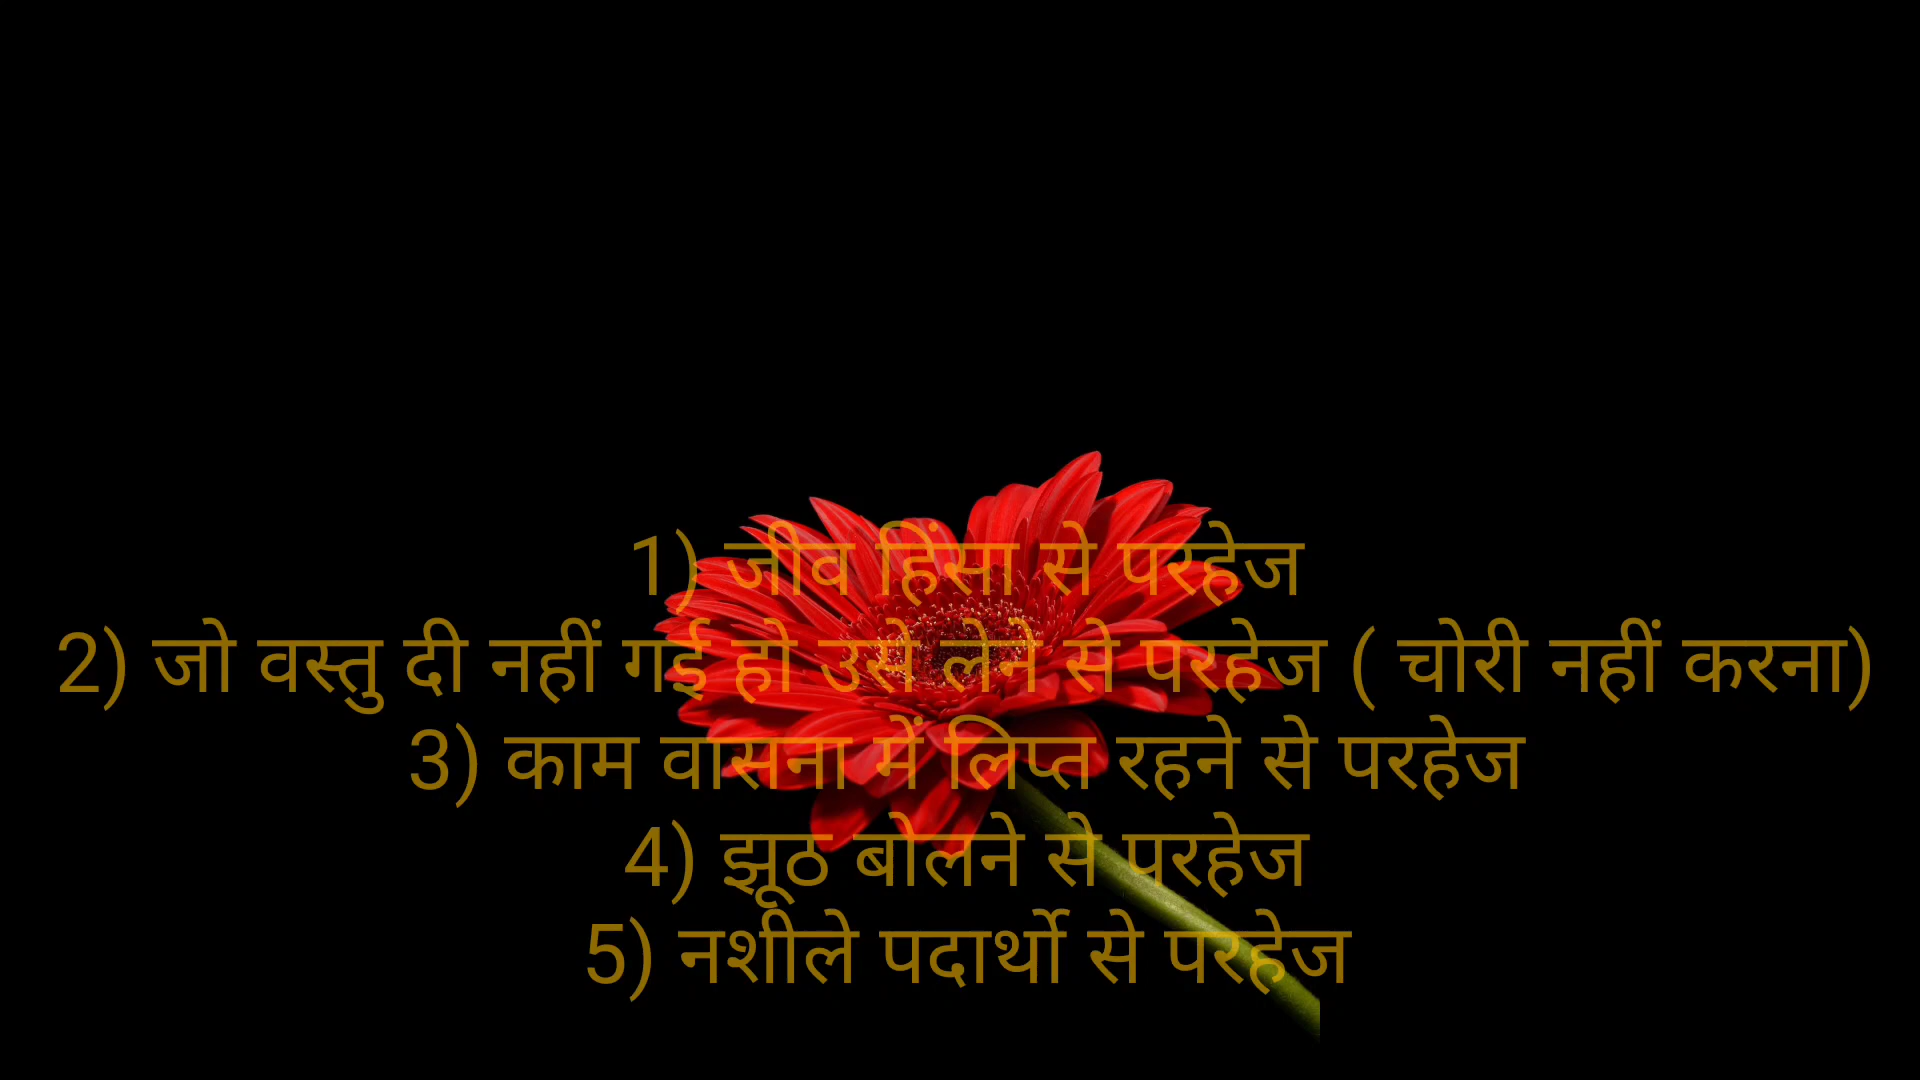 1) जीव हिंसा से परहेज
2) जो वस्तु दी नहीं गई हो उसे लेने से परहेज ( चोरी नहीं करना)
3) काम वासना में लिप्त रहने से परहेज
4) झूठ बोलने से परहेज
5) नशीले पदार्थो से परहेज